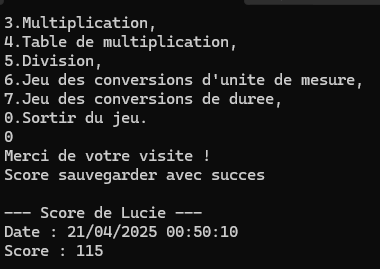 3.Multiplication,
4.Table de multiplication,
5.Division,
6.Jeu des conversions d'unite de mesure,
7.Jeu des conversions de duree,
0.Sortir du jeu.
0
Merci de votre visite !
Score sauvegarder avec succes
--- Score de Lucie ---
Date : 21/04/2025 00:50:10
Score : 115